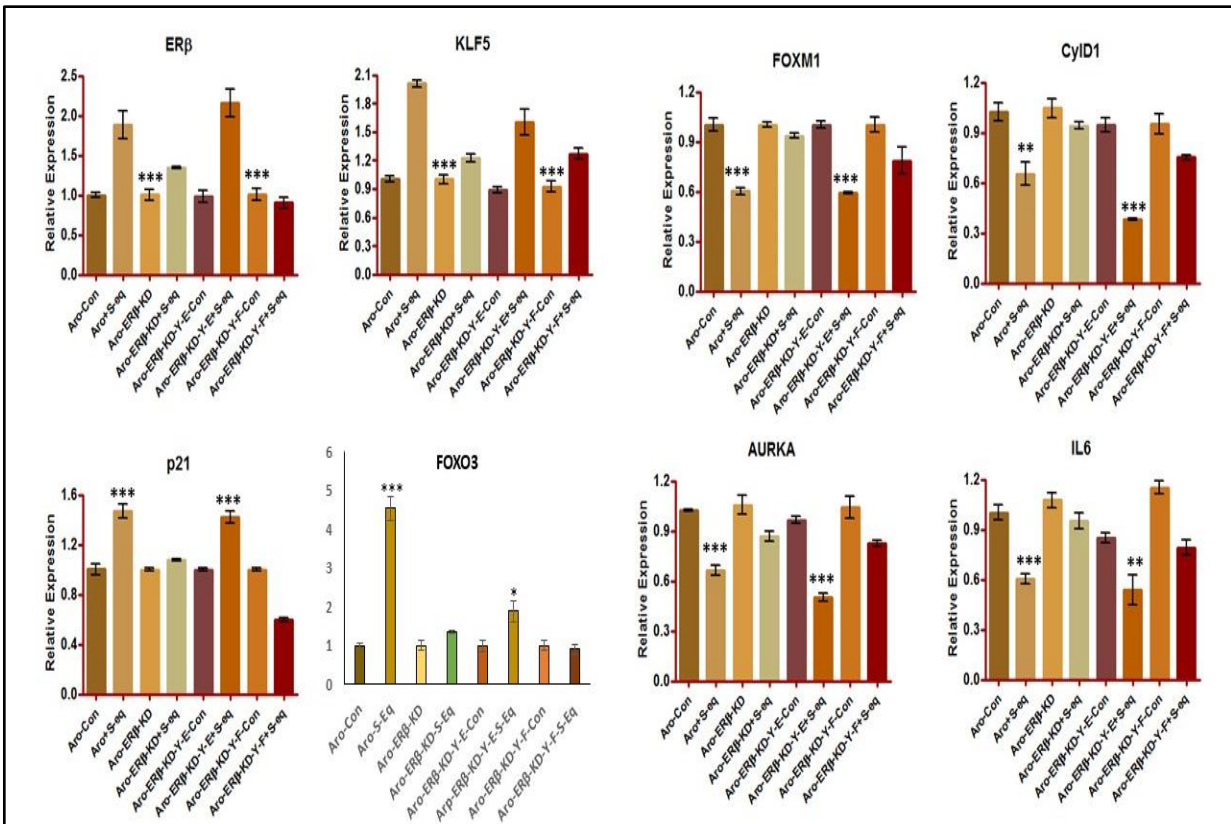 ERβ
Relative Expression
2.5
2.0
1.5
1.0
0.5
0.0
***
***
Aro-Con
Aro+S-eq
Aro-ERβ-KD
Aro-ERβ-KD+S-eq
Aro-ERβ-KD-Y-E-Con
Aro-ERβ-KD-Y-E+S-eq
Aro-ERβ-KD-Y-F-Con
Aro-ERβ-KD-Y-F+S-eq
KLF5
Relative Expression
2.1
1.8
1.5
1.2
0.9
0.6
0.3
0.0
***
***
Aro-Con
Aro+S-eq
Aro-ERβ-KD
Aro-ERβ-KD+S-eq
Aro-ERβ-KD-Y-E-Con
Arp-ERβ-KD-Y-E+S-eq
Aro-ERβ-KD-Y-F-Con
Aro-ERβ-KD-Y-F+S-eq
FOXM1
Relative Expression
1.2
0.9
0.6
0.3
0.0
***
***
Aro-Con
Aro+S-eq
Aro-ERβ-KD
Aro-ERβ-KD+S-eq
Aro-ERβ-KD-Y-E-Con
Aro-ERβ-KD-Y-E+S-eq
Aro-ERβ-KD-Y-F-Con
Aro-ERβ-KD-Y-F+S-eq
CylD1
Relative Expression
1.2
0.9
0.6
0.3
0.0
**
***
Aro-Con
Aro+S-eq
Aro-ERβ-KD
Aro-ERβ-KD+S-eq
Aro-ERβ-KD-Y-E-Con
Aro-ERβ-KD-Y-E+S-eq
Aro-ERβ-KD-Y-F-Con
Aro-ERβ-KD-Y-F+S-eq
p21
Relative Expression
1.6
1.2
0.8
0.4
0.0
***
***
Aro-Con
Aro+S-eq
Aro-ERβ-KD
Aro-ERβ-KD+S-eq
Aro-ERβ-KD-Y-E-Con
Arp-ERβ-KD-Y-E+S-eq
Aro-ERβ-KD-Y-F-Con
Aro-ERβ-KD-Y-F+S-eq
FOXO3
6
5
4
3
2
1
0
***
*
Aro-Con
Aro-S-Eq
Aro-ERβ-KD
Aro-ERβ-KD-S-Eq
Aro-ERβ-KD-Y-E-Con
Arp-ERβ-KD-Y-E-S-Eq
Aro-ERβ-KD-Y-F-Con
Aro-ERβ-KD-Y-F-S-Eq
AURKA
Relative Expression
1.2
0.9
0.6
0.3
0.0
***
***
Aro-Con
Aro+S-eq
Aro-ERβ-KD
Aro-ERβ-KD+S-eq
Aro-ERβ-KD-Y-E-Con
Aro-ERβ-KD-Y-E+S-eq
Aro-ERβ-KD-Y-F-Con
Aro-ERβ-KD-Y-F+S-eq
IL6
Relative Expression
1.2
0.9
0.6
0.3
0.0
***
**
Aro-Con
Aro+S-eq
Aro-ERβ-KD
Aro-ERβ-KD+S-eq
Aro-ERβ-KD-Y-E-Con
Aro-ERβ-KD-Y-E+S-eq
Aro-ERβ-KD-Y-F-Con
Aro-ERβ-KD-Y-F+S-eq